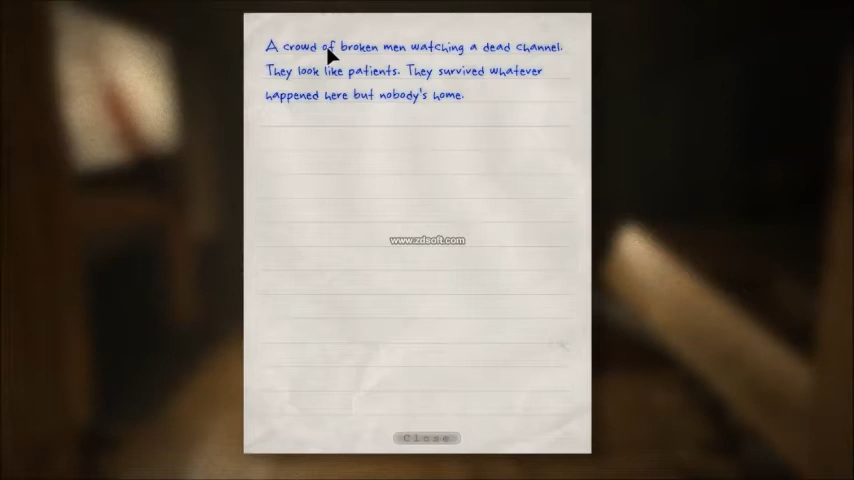 A crowd of broken men watching a dead channel.
They look like patients. They survived whatever
happened here but nobody's home.
www.zdsoft.com
Close